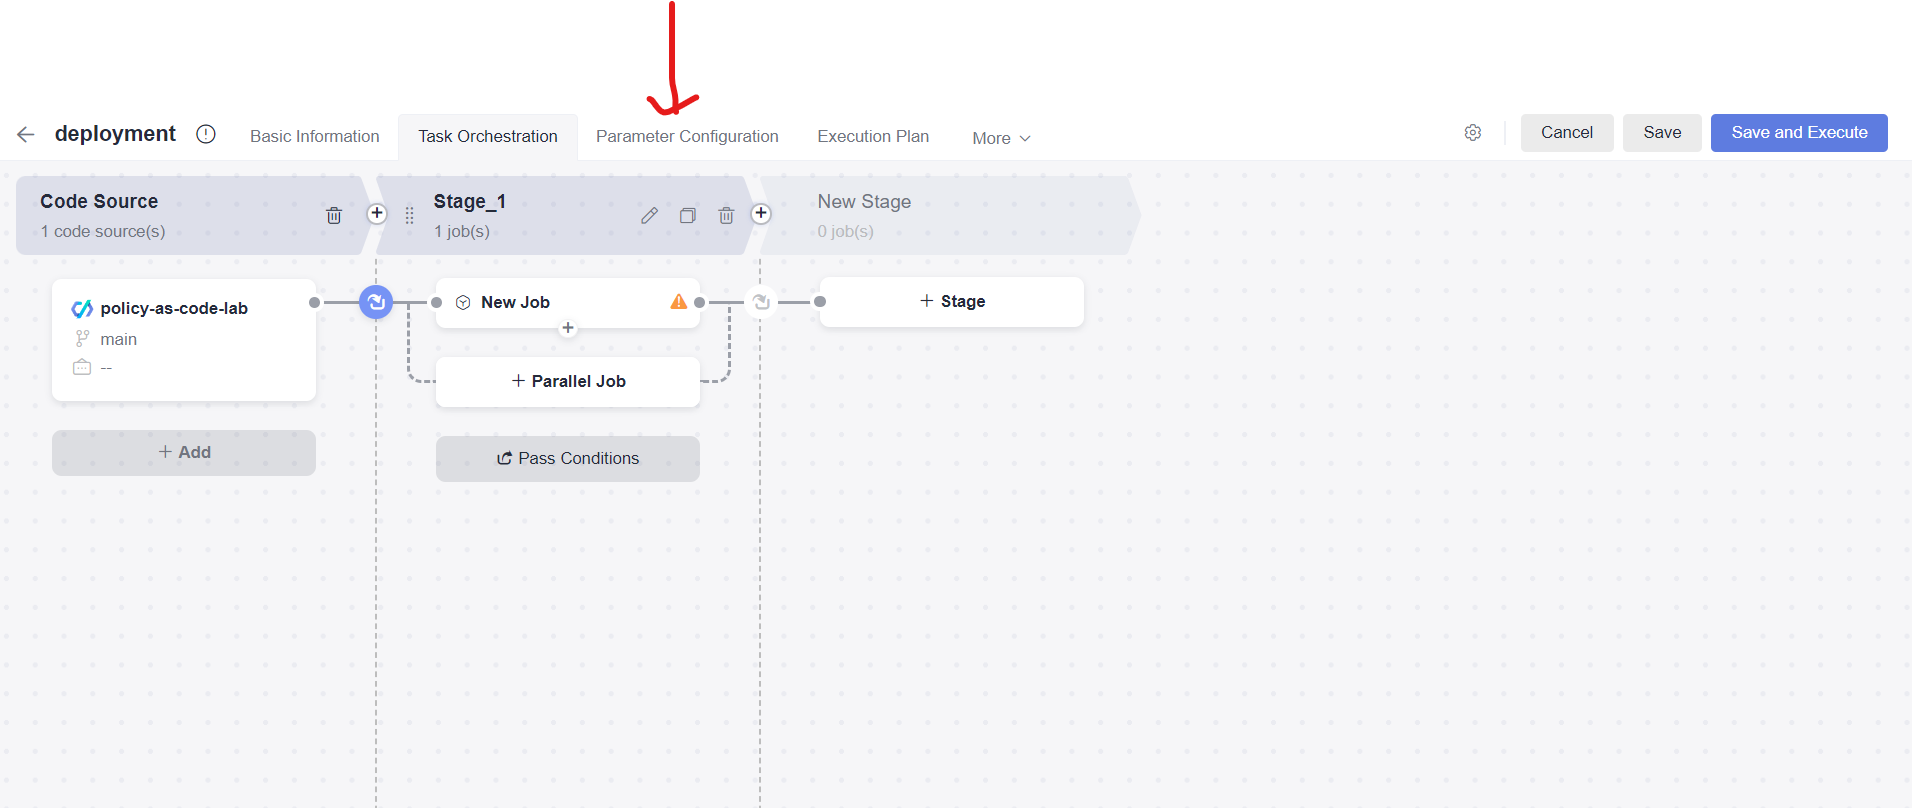 deployment
Basic Information
Task Orchestration
Parameter Configuration
Execution Plan
More
Cancel
Save
Save and Execute
Code Source
1 code source(s)
Stage_1
1 job(s)
New Stage
0 job(s)
policy-as-code-lab
main
--
+ Add
New Job
+ Parallel Job
Pass Conditions
+ Stage